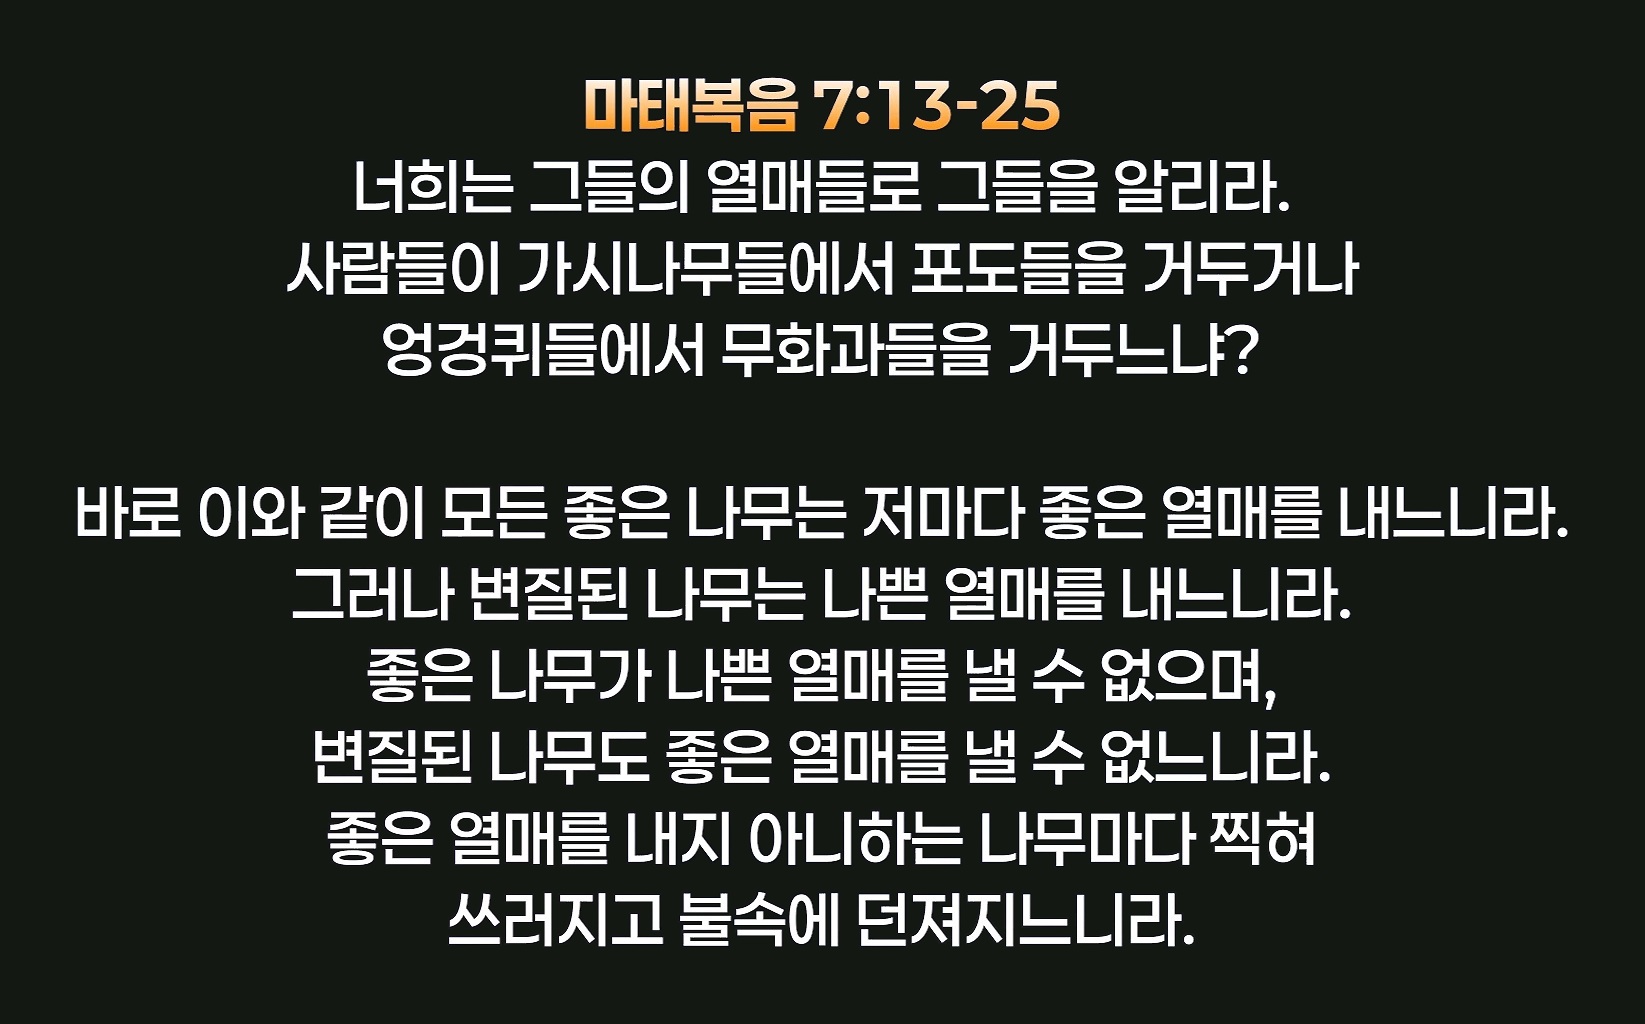 마태복음 7:13-25
너희는 그들의 열매들로 그들을 알리라.
사람들이 가시나무들에서 포도들을 거두거나
엉겅퀴들에서 무화과들을 거두느냐?
바로 이와 같이 모든 좋은 나무는 저마다 좋은 열매를 내느니라.
그러나 변질된 나무는 나쁜 열매를 내느니라.
좋은 나무가 나쁜 열매를 낼 수 없으며,
변질된 나무도 좋은 열매를 낼 수 없느니라.
좋은 열매를 내지 아니하는 나무마다 찍혀
쓰러지고 불속에 던져지느니라.